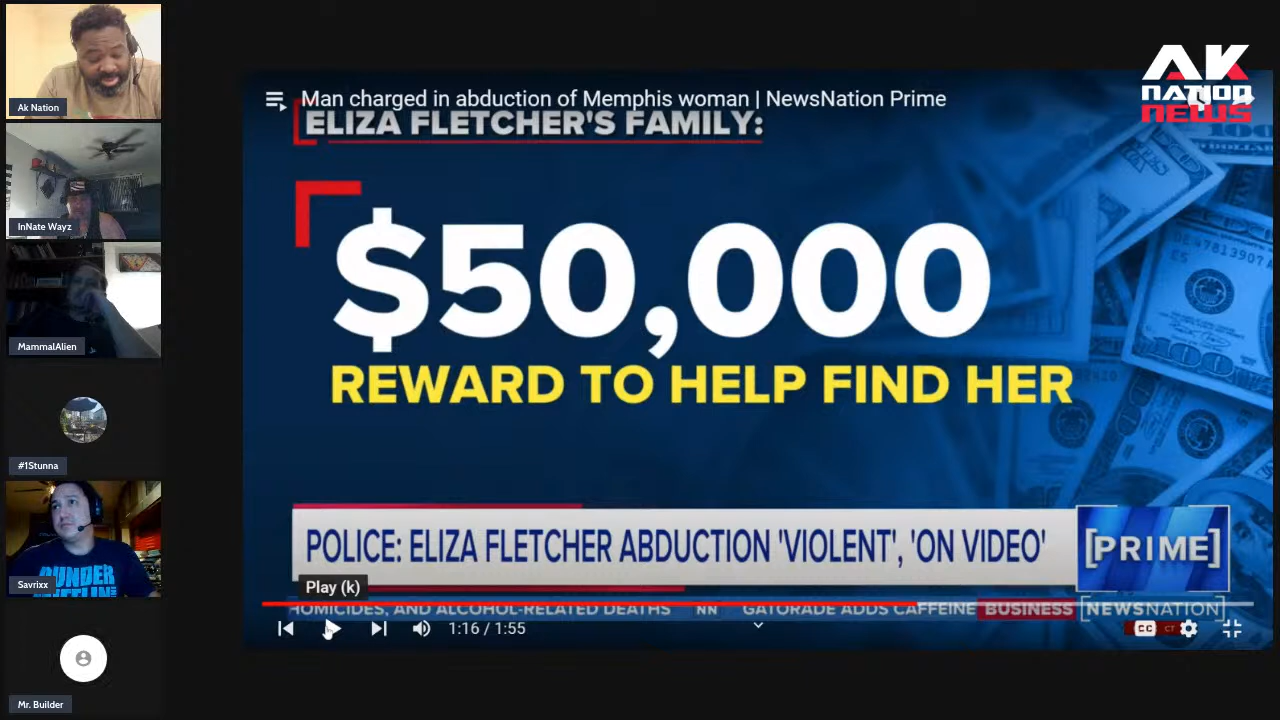 Ak Nation
InNate Wayz
MammalAlien
#1Stunna
Savrixx
Mr. Builder
AK
NATION
NEWS
Man charged in abduction of Memphis woman | NewsNation Prime
ELIZA FLETCHER'S FAMILY:
$50,000
REWARD TO HELP FIND HER
POLICE: ELIZA FLETCHER ABDUCTION 'VIOLENT', 'ON VIDEO'
[PRIME]
Play (k)
HOMICIDES, AND ALCOHOL-RELATED DEATHS NN GATORADE ADDS CAFFEINE BUSINESS [NEWSNATION]
1:16 / 1:55
CC
CT
100